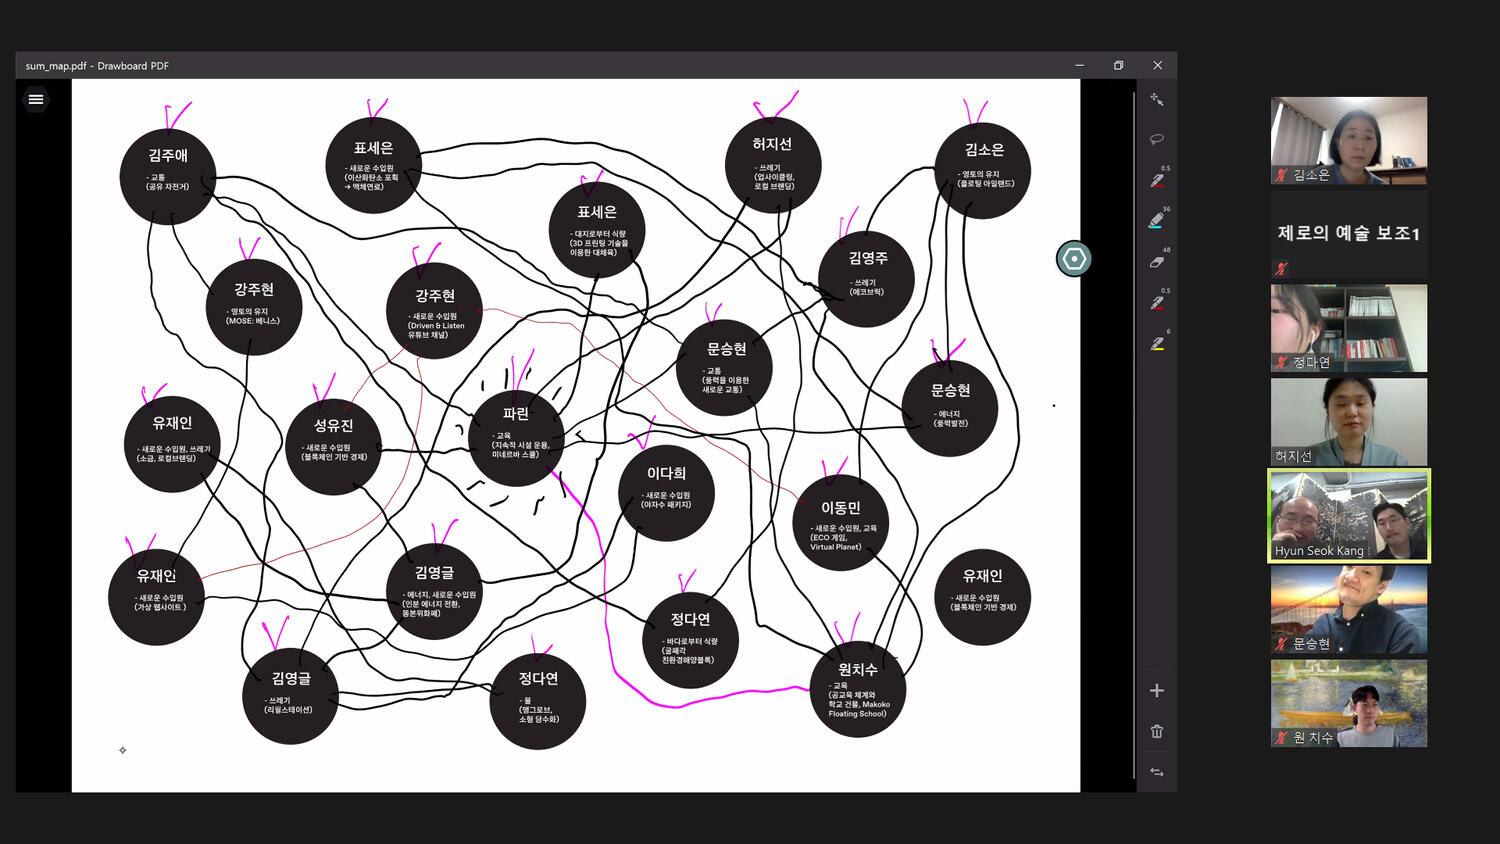 sum_map.pdf - Drawboard PDF
김주애
- 교통
(공유 자전거)
표세은
- 새로운 수입원
(이산화탄소 포획
→ 액체연료)
표세은
- 대지로부터 식량
(3D 프린팅 기술을
이용한 대체육)
허지선
- 쓰레기
(업사이클링,
로컬 브랜딩)
김소은
- 영토의 유지
(플로팅 아일랜드)
김영주
- 쓰레기
(에코브릭)
강주현
- 영토의 유지
(MOSE: 베니스)
강주현
- 새로운 수입원
(Driven & Listen
유튜브 채널)
문승현
- 교통
(풍력을 이용한
새로운 교통)
문승현
- 에너지
(풍력발전)
유재인
- 새로운 수입원, 쓰레기
(소금, 로컬브랜딩)
성유진
- 새로운 수입원
(블록체인 기반 경제)
파린
- 교육
(지속적 시설 운용,
미네르바 스쿨)
이다희
- 새로운 수입원
(야자수 패키지)
이동민
- 새로운 수입원, 교육
(ECO 게임,
Virtual Planet)
유재인
- 새로운 수입원
(가상 웹사이트 )
김영글
- 에너지, 새로운 수입원
(인분 에너지 전환,
똥본위화폐)
정다연
- 바다로부터 식량
(굴패각
친환경해양블록)
유재인
- 새로운 수입원
(블록체인 기반 경제)
김영글
- 쓰레기
(리필스테이션)
정다연
- 물
(맹그로브,
소형 담수화)
원치수
- 교육
(공교육 체계와
학교 건물, Makoko
Floating School)
0.5
36
48
0.5
6
김소은
제로의 예술 보조1
정다연
허지선
Hyun Seok Kang
문승현
원 치수